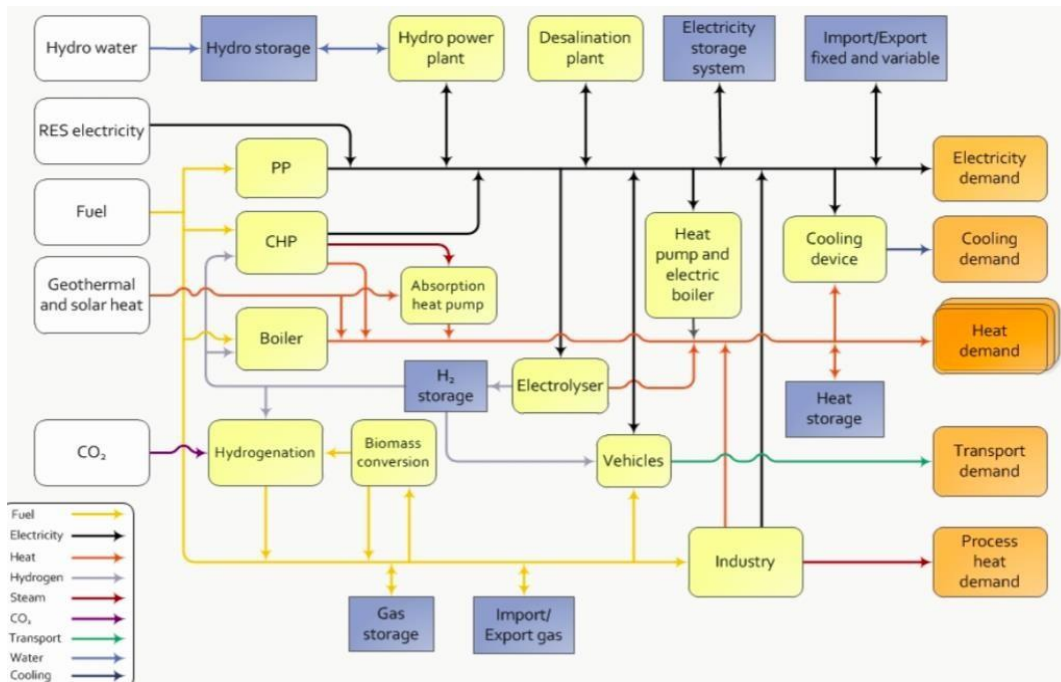 Hydro water
Hydro storage
Hydro power
plant
Desalination
plant
Electricity
storage
system
Import/Export
fixed and variable
RES electricity
PP
Electricity
demand
Fuel
CHP
Heat
pump and
electric
boiler
Cooling
device
Cooling
demand
Geothermal
and solar heat
Absorption
heat pump
Boiler
Heat
demand
H₂
storage
Electrolyser
Heat
storage
CO₂
Hydrogenation
Biomass
conversion
Vehicles
Transport
demand
Industry
Process
heat
demand
Gas
storage
Import/
Export gas
Fuel
Electricity
Heat
Hydrogen
Steam
CO₂
Transport
Water
Cooling